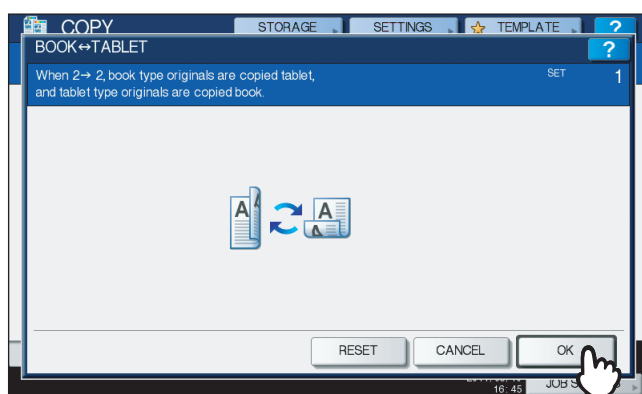 COPY STORAGE SETTINGS TEMPLATE ?
BOOK↔TABLET ?
When 2→ 2, book type originals are copied tablet,
and tablet type originals are copied book.
SET 1
A A
RESET CANCEL OK
16: 45 JOB S